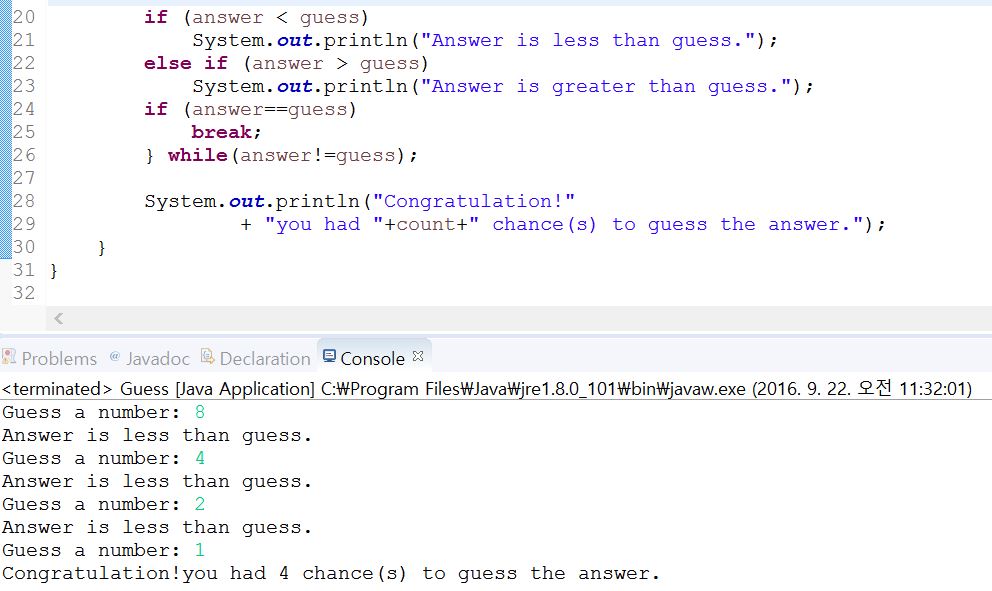 20 if (answer < guess)
21 System.out.println("Answer is less than guess.");
22 else if (answer > guess)
23 System.out.println("Answer is greater than guess.");
24 if (answer==guess)
25 break;
26 } while(answer!=guess);
27
28 System.out.println("Congratulation!"
29 + "you had "+count+" chance(s) to guess the answer.");
30 }
31 }
32
Problems @ Javadoc Declaration Console
<terminated> Guess [Java Application] C:₩Program Files₩Java₩jre1.8.0_101₩bin₩javaw.exe (2016. 9. 22. 오전 11:32:01)
Guess a number: 8
Answer is less than guess.
Guess a number: 4
Answer is less than guess.
Guess a number: 2
Answer is less than guess.
Guess a number: 1
Congratulation!you had 4 chance(s) to guess the answer.